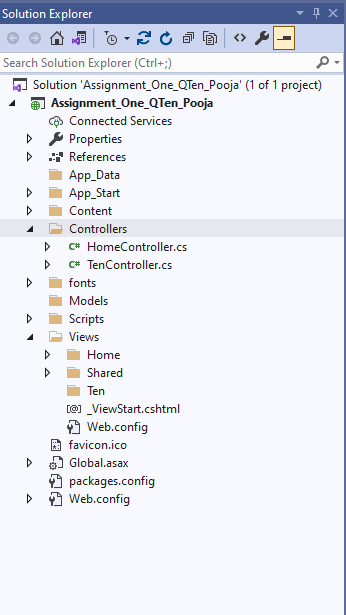 Solution Explorer
Search Solution Explorer (Ctrl+;)
Solution 'Assignment_One_QTen_Pooja' (1 of 1 project)
Assignment_One_QTen_Pooja
Connected Services
Properties
References
App_Data
App_Start
Content
Controllers
C# HomeController.cs
C# TenController.cs
fonts
Models
Scripts
Views
Home
Shared
Ten
[@] _ViewStart.cshtml
Web.config
favicon.ico
Global.asax
packages.config
Web.config